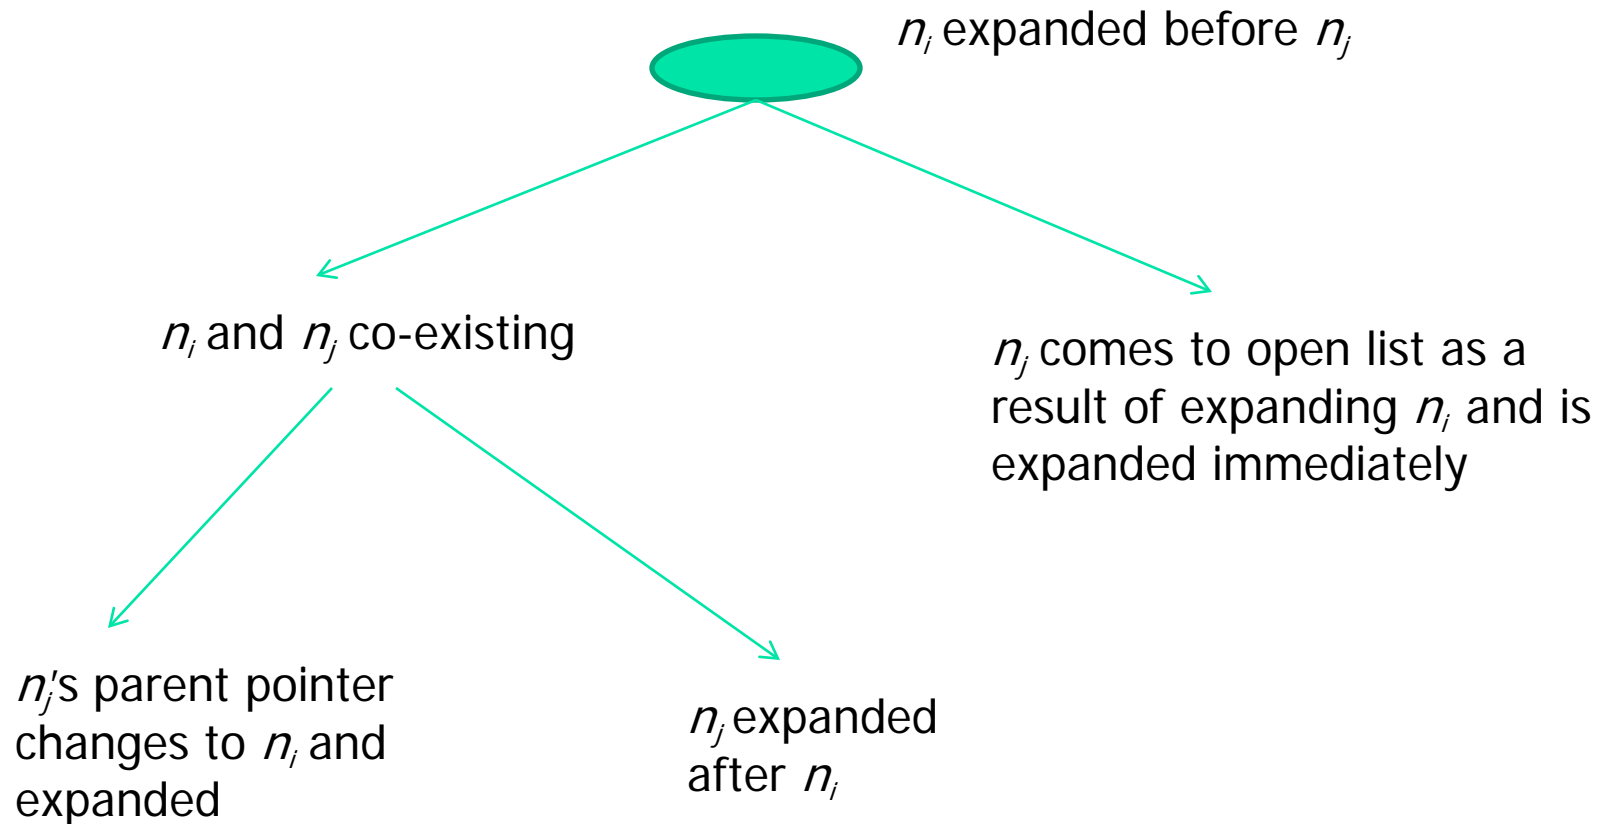 nᵢ expanded before nⱼ
nᵢ and nⱼ co-existing
nⱼ comes to open list as a
result of expanding nᵢ and is
expanded immediately
nⱼ's parent pointer
changes to nᵢ and
expanded
nⱼ expanded
after nᵢ